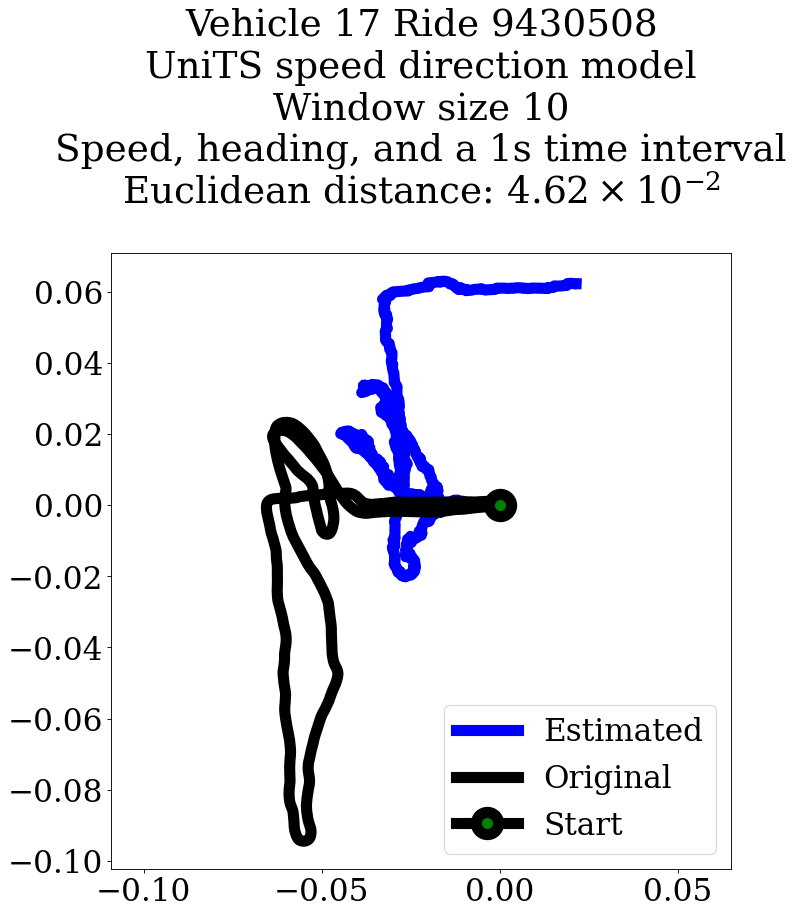 Vehicle 17 Ride 9430508
UniTS speed direction model
Window size 10
Speed, heading, and a 1s time interval
Euclidean distance: 4.62 × 10⁻²
0.06
0.04
0.02
0.00
−0.02
−0.04
−0.06
−0.08
−0.10
Estimated
Original
Start
−0.10
−0.05
0.00
0.05